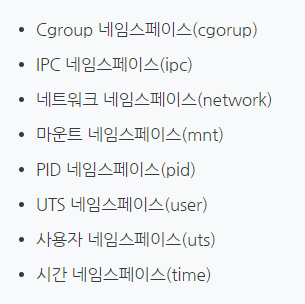 Cgroup 네임스페이스(cgorup)
IPC 네임스페이스(ipc)
네트워크 네임스페이스(network)
마운트 네임스페이스(mnt)
PID 네임스페이스(pid)
UTS 네임스페이스(user)
사용자 네임스페이스(uts)
시간 네임스페이스(time)